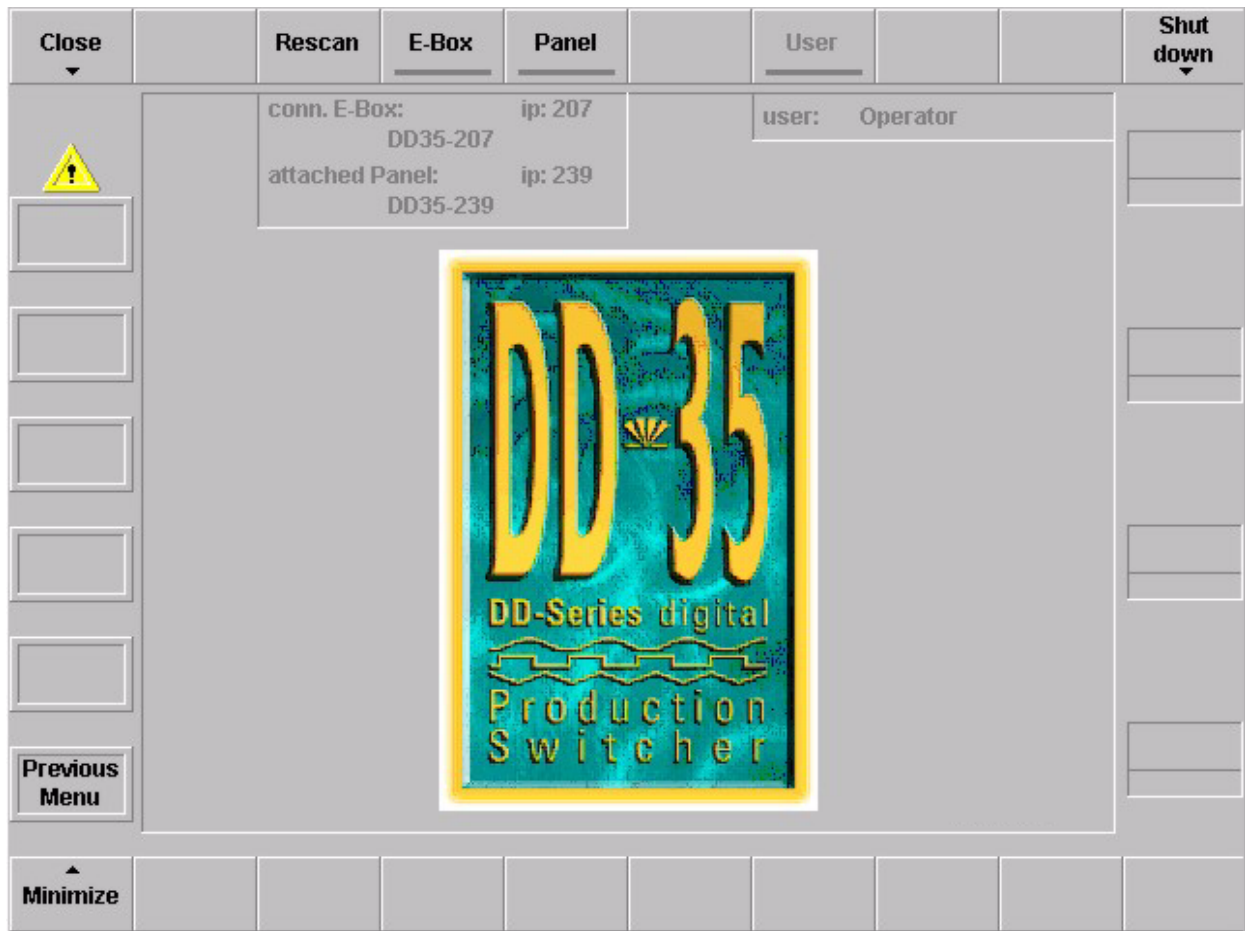 Close
Rescan
E-Box
Panel
User
Shut
down
conn. E-Box: ip: 207
DD35-207
attached Panel: ip: 239
DD35-239
user: Operator
!
DD-35
DD-Series digital
Production
Switcher
Previous
Menu
Minimize